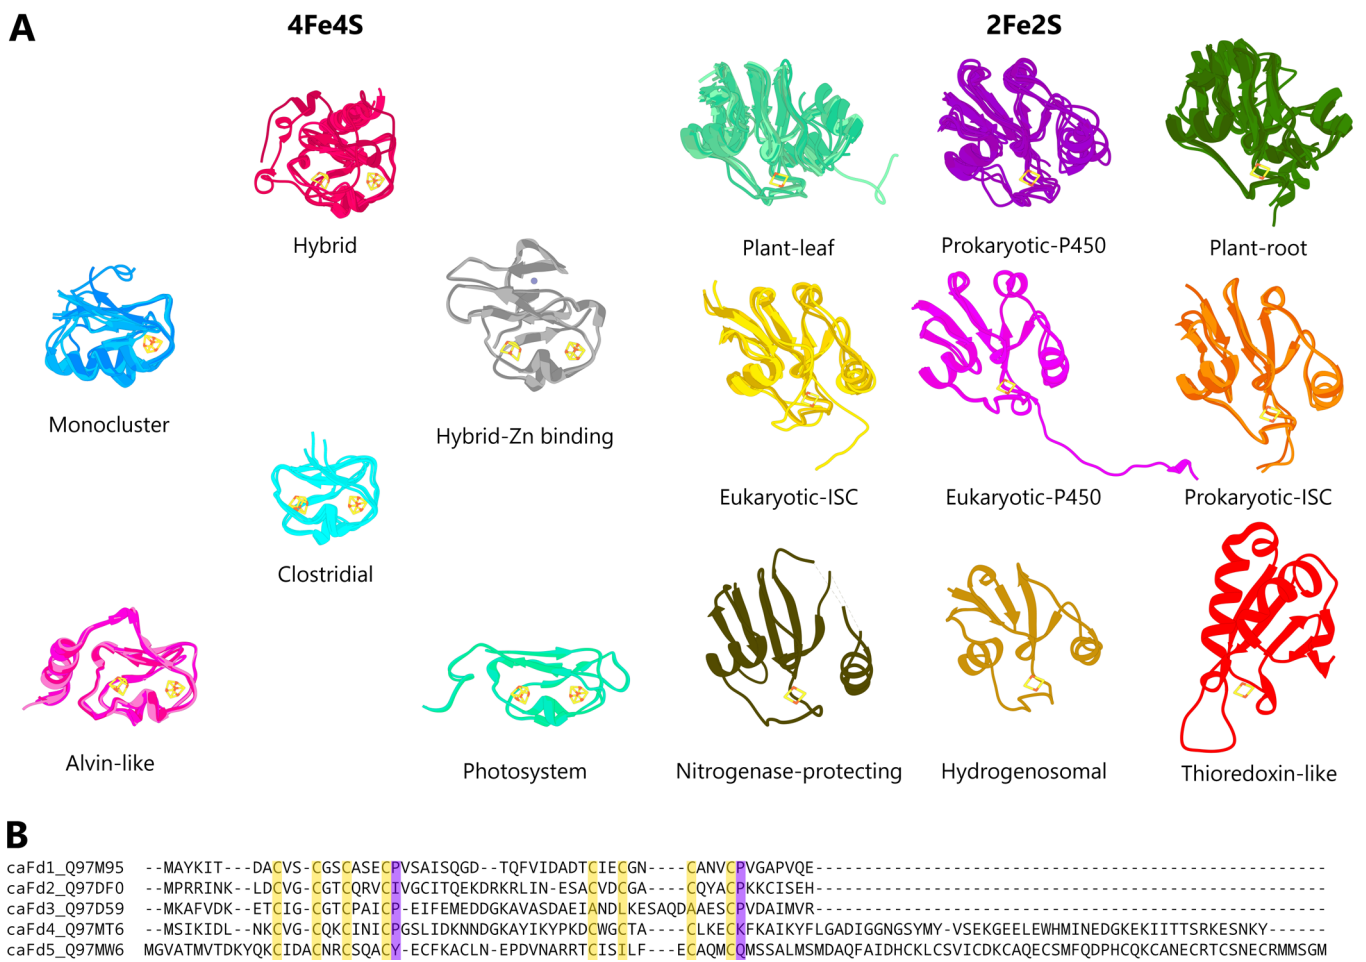 A
4Fe4S
2Fe2S
Hybrid
Plant-leaf
Prokaryotic-P450
Plant-root
Monocluster
Hybrid-Zn binding
Eukaryotic-ISC
Eukaryotic-P450
Prokaryotic-ISC
Clostridial
Alvin-like
Photosystem
Nitrogenase-protecting
Hydrogenosomal
Thioredoxin-like
B
caFd1_Q97M95 --MAYKIT---DACVS-CGSCASECPVSAISQGD--TQFVIDADTCIECGN----CANVCPVGAPVQE----------------------------------------------------
caFd2_Q97DF0 --MPRRINK--LDCVG-CGTCQRVCIVGCITQEKDRKRLIN-ESACVDCGA----CQYACPKKCISEH----------------------------------------------------
caFd3_Q97D59 --MKAFVDK--ETCIG-CGTCPAICP-EIFEMEDDGKAVASDAEIANDLKESAQDAAESCPVDAIMVR----------------------------------------------------
caFd4_Q97MT6 --MSIKIDL--NKCVG-CQKCINICPGSLIDKNNDGKAYIKYPKDCWGCTA----CLKECKFKAIKYFLGADIGGNGSYMY-VSEKGEELEWHMINEDGKEKIITTSRKESNKY------
caFd5_Q97MW6 MGVATMVTDKYQKCIDACNRCSQACY-ECFKACLN-EPDVNARRTCISILF---ECAQMCQMSSALMSMDAQFAIDHCKLCSVICDKCAQECSMFQDPHCQKCANECRTCSNECRMMSGM